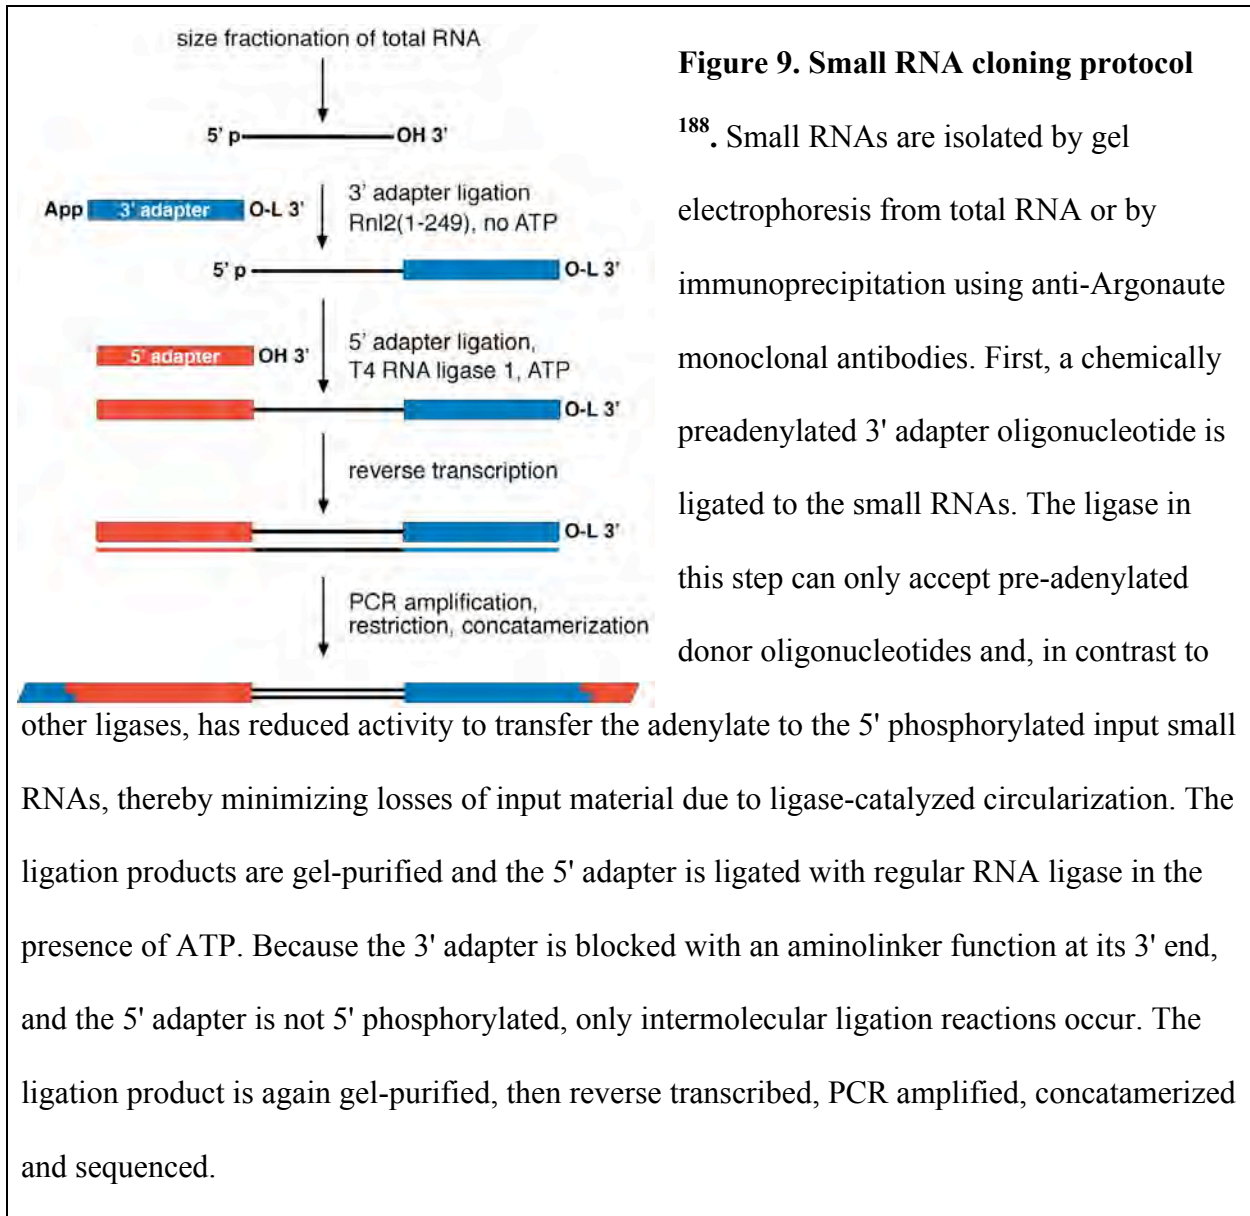 size fractionation of total RNA
5' p
OH 3'
App
3' adapter
O-L 3'
3' adapter ligation
Rnl2(1-249), no ATP
5' p
O-L 3'
5' adapter
OH 3'
5' adapter ligation,
T4 RNA ligase 1, ATP
O-L 3'
reverse transcription
O-L 3'
PCR amplification,
restriction, concatamerization
Figure 9. Small RNA cloning protocol
188. Small RNAs are isolated by gel
electrophoresis from total RNA or by
immunoprecipitation using anti-Argonaute
monoclonal antibodies. First, a chemically
preadenylated 3' adapter oligonucleotide is
ligated to the small RNAs. The ligase in
this step can only accept pre-adenylated
donor oligonucleotides and, in contrast to
other ligases, has reduced activity to transfer the adenylate to the 5' phosphorylated input small
RNAs, thereby minimizing losses of input material due to ligase-catalyzed circularization. The
ligation products are gel-purified and the 5' adapter is ligated with regular RNA ligase in the
presence of ATP. Because the 3' adapter is blocked with an aminolinker function at its 3' end,
and the 5' adapter is not 5' phosphorylated, only intermolecular ligation reactions occur. The
ligation product is again gel-purified, then reverse transcribed, PCR amplified, concatamerized
and sequenced.